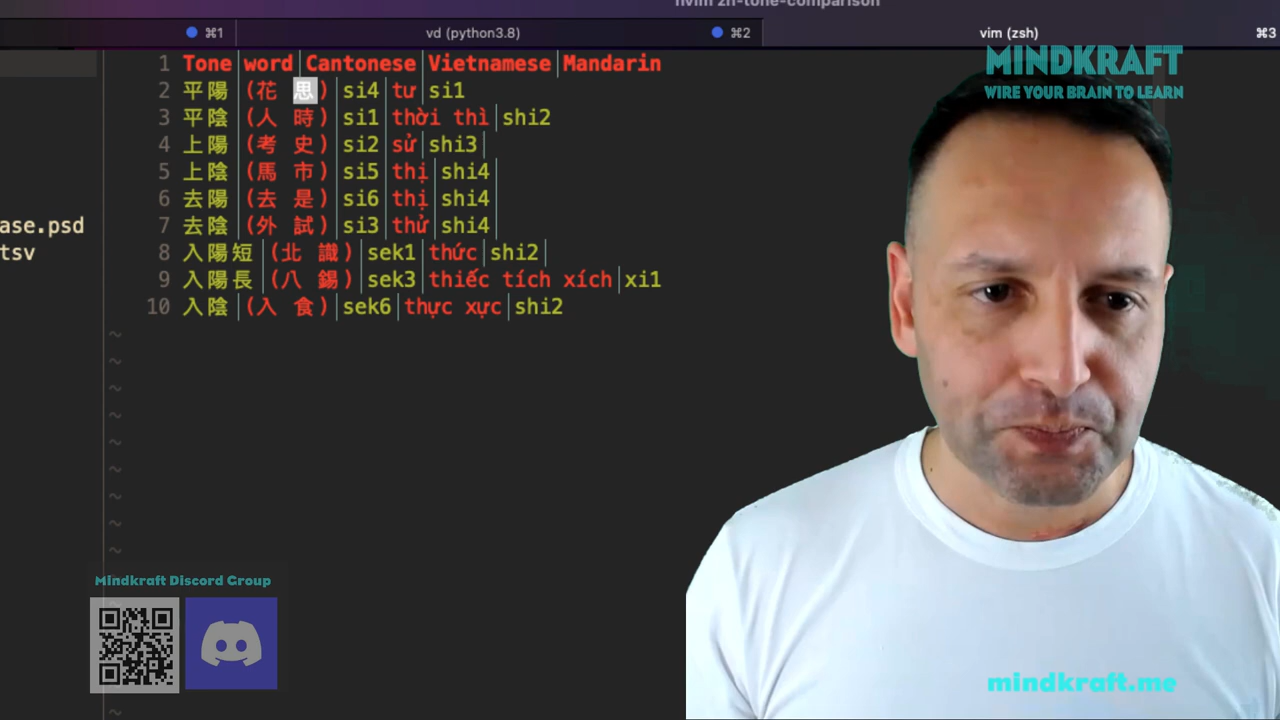 nvim zh-tone-comparison
⌘1
vd (python3.8)
⌘2
vim (zsh)
⌘3
MINDKRAFT
WIRE YOUR BRAIN TO LEARN
ase.psd
tsv
1 Tone word Cantonese Vietnamese Mandarin
2 平陽 (花 思) si4 tư si1
3 平陰 (人 時) si1 thời thì shi2
4 上陽 (考 史) si2 sử shi3
5 上陰 (馬 市) si5 thị shi4
6 去陽 (去 是) si6 thị shi4
7 去陰 (外 試) si3 thử shi4
8 入陽短 (北 識) sek1 thức shi2
9 入陽長 (八 錫) sek3 thiếc tích xích xi1
10 入陰 (入 食) sek6 thực xực shi2
Mindkraft Discord Group
mindkraft.me